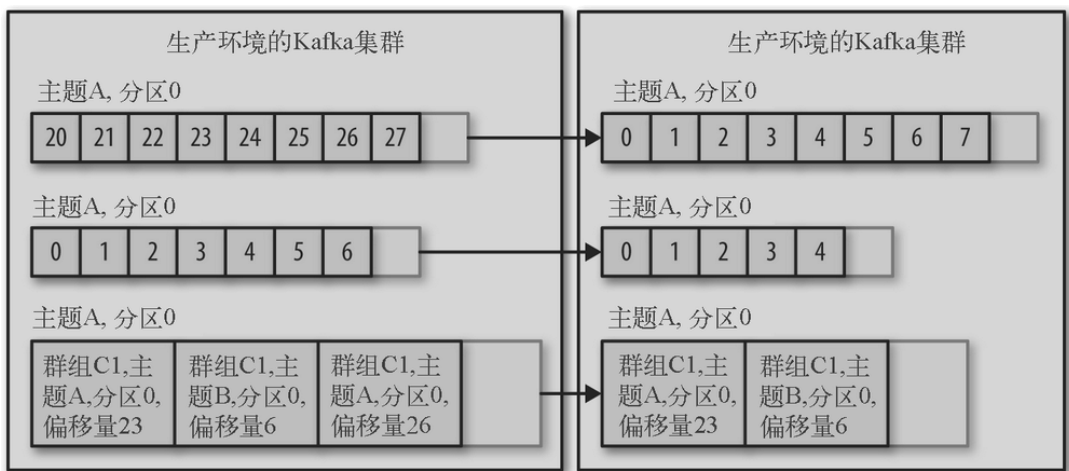 生产环境的Kafka集群
主题A, 分区0
20 21 22 23 24 25 26 27
主题A, 分区0
0 1 2 3 4 5 6
主题A, 分区0
群组C1,主
题A,分区0,
偏移量23
群组C1,主
题B,分区0,
偏移量6
群组C1,主
题A,分区0,
偏移量26
生产环境的Kafka集群
主题A, 分区0
0 1 2 3 4 5 6 7
主题A, 分区0
0 1 2 3 4
主题A, 分区0
群组C1,主
题A,分区0,
偏移量23
群组C1,主
题B,分区0,
偏移量6